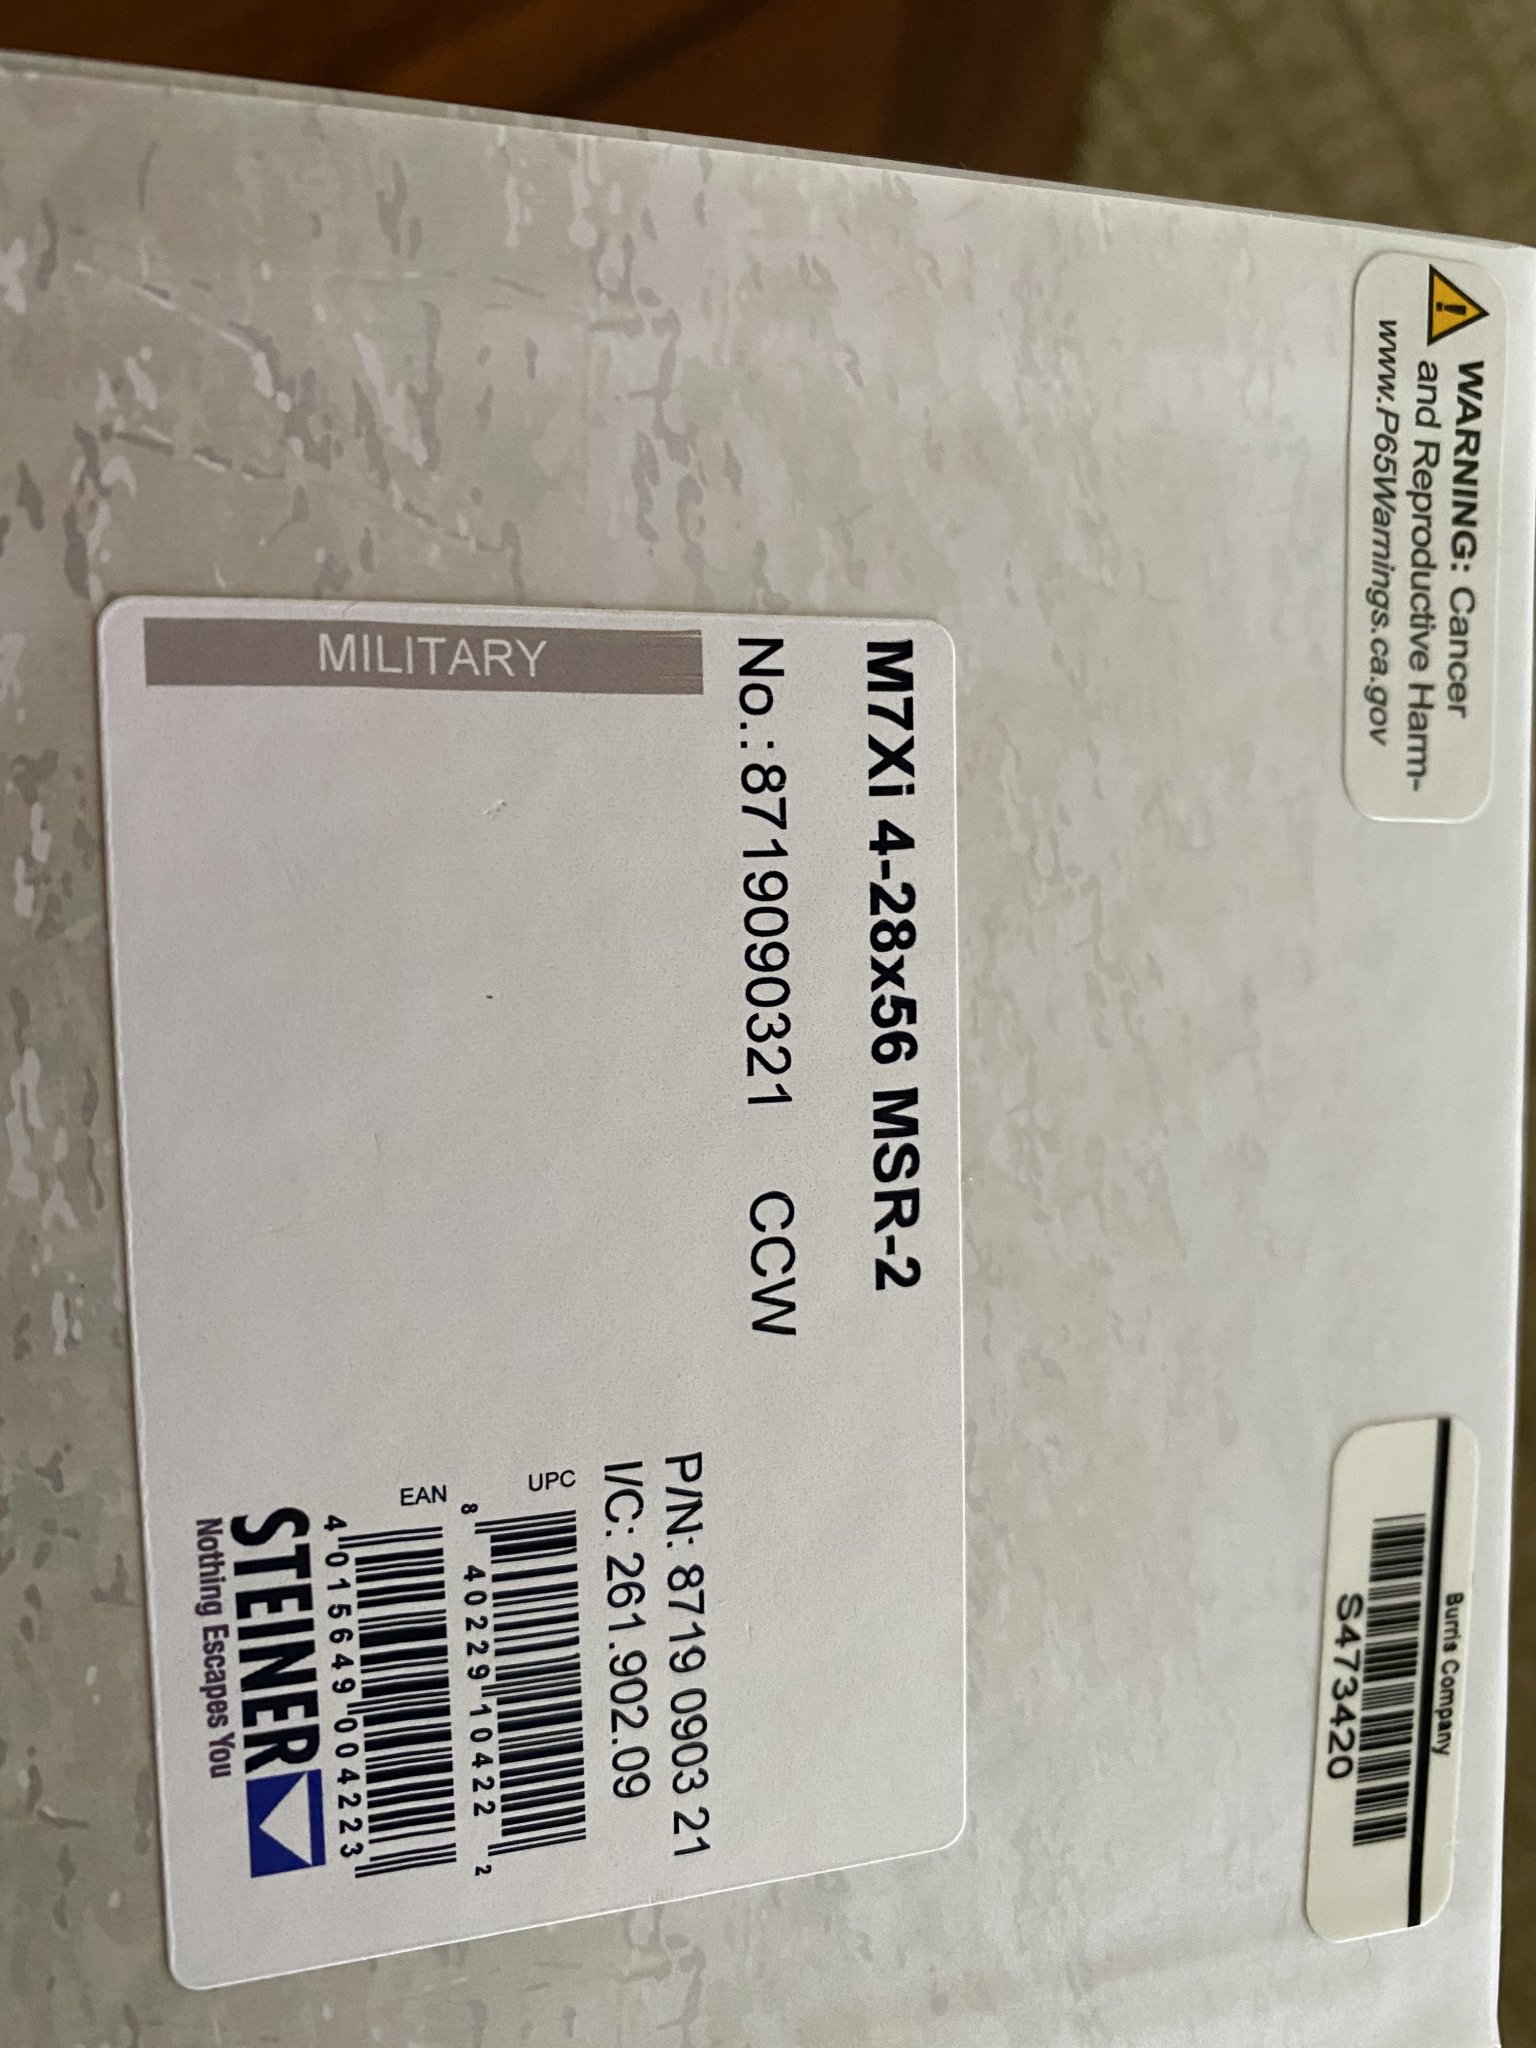 WARNING: Cancer
and Reproductive Harm-
www.P65Warnings.ca.gov
Burris Company
S473420
M7Xi 4-28x56 MSR-2
No.:8719090321 CCW
MILITARY
P/N: 8719 0903 21
I/C: 261.902.09
UPC
8 40229 10422 2
EAN
4 015649 004223
STEINER
Nothing Escapes You